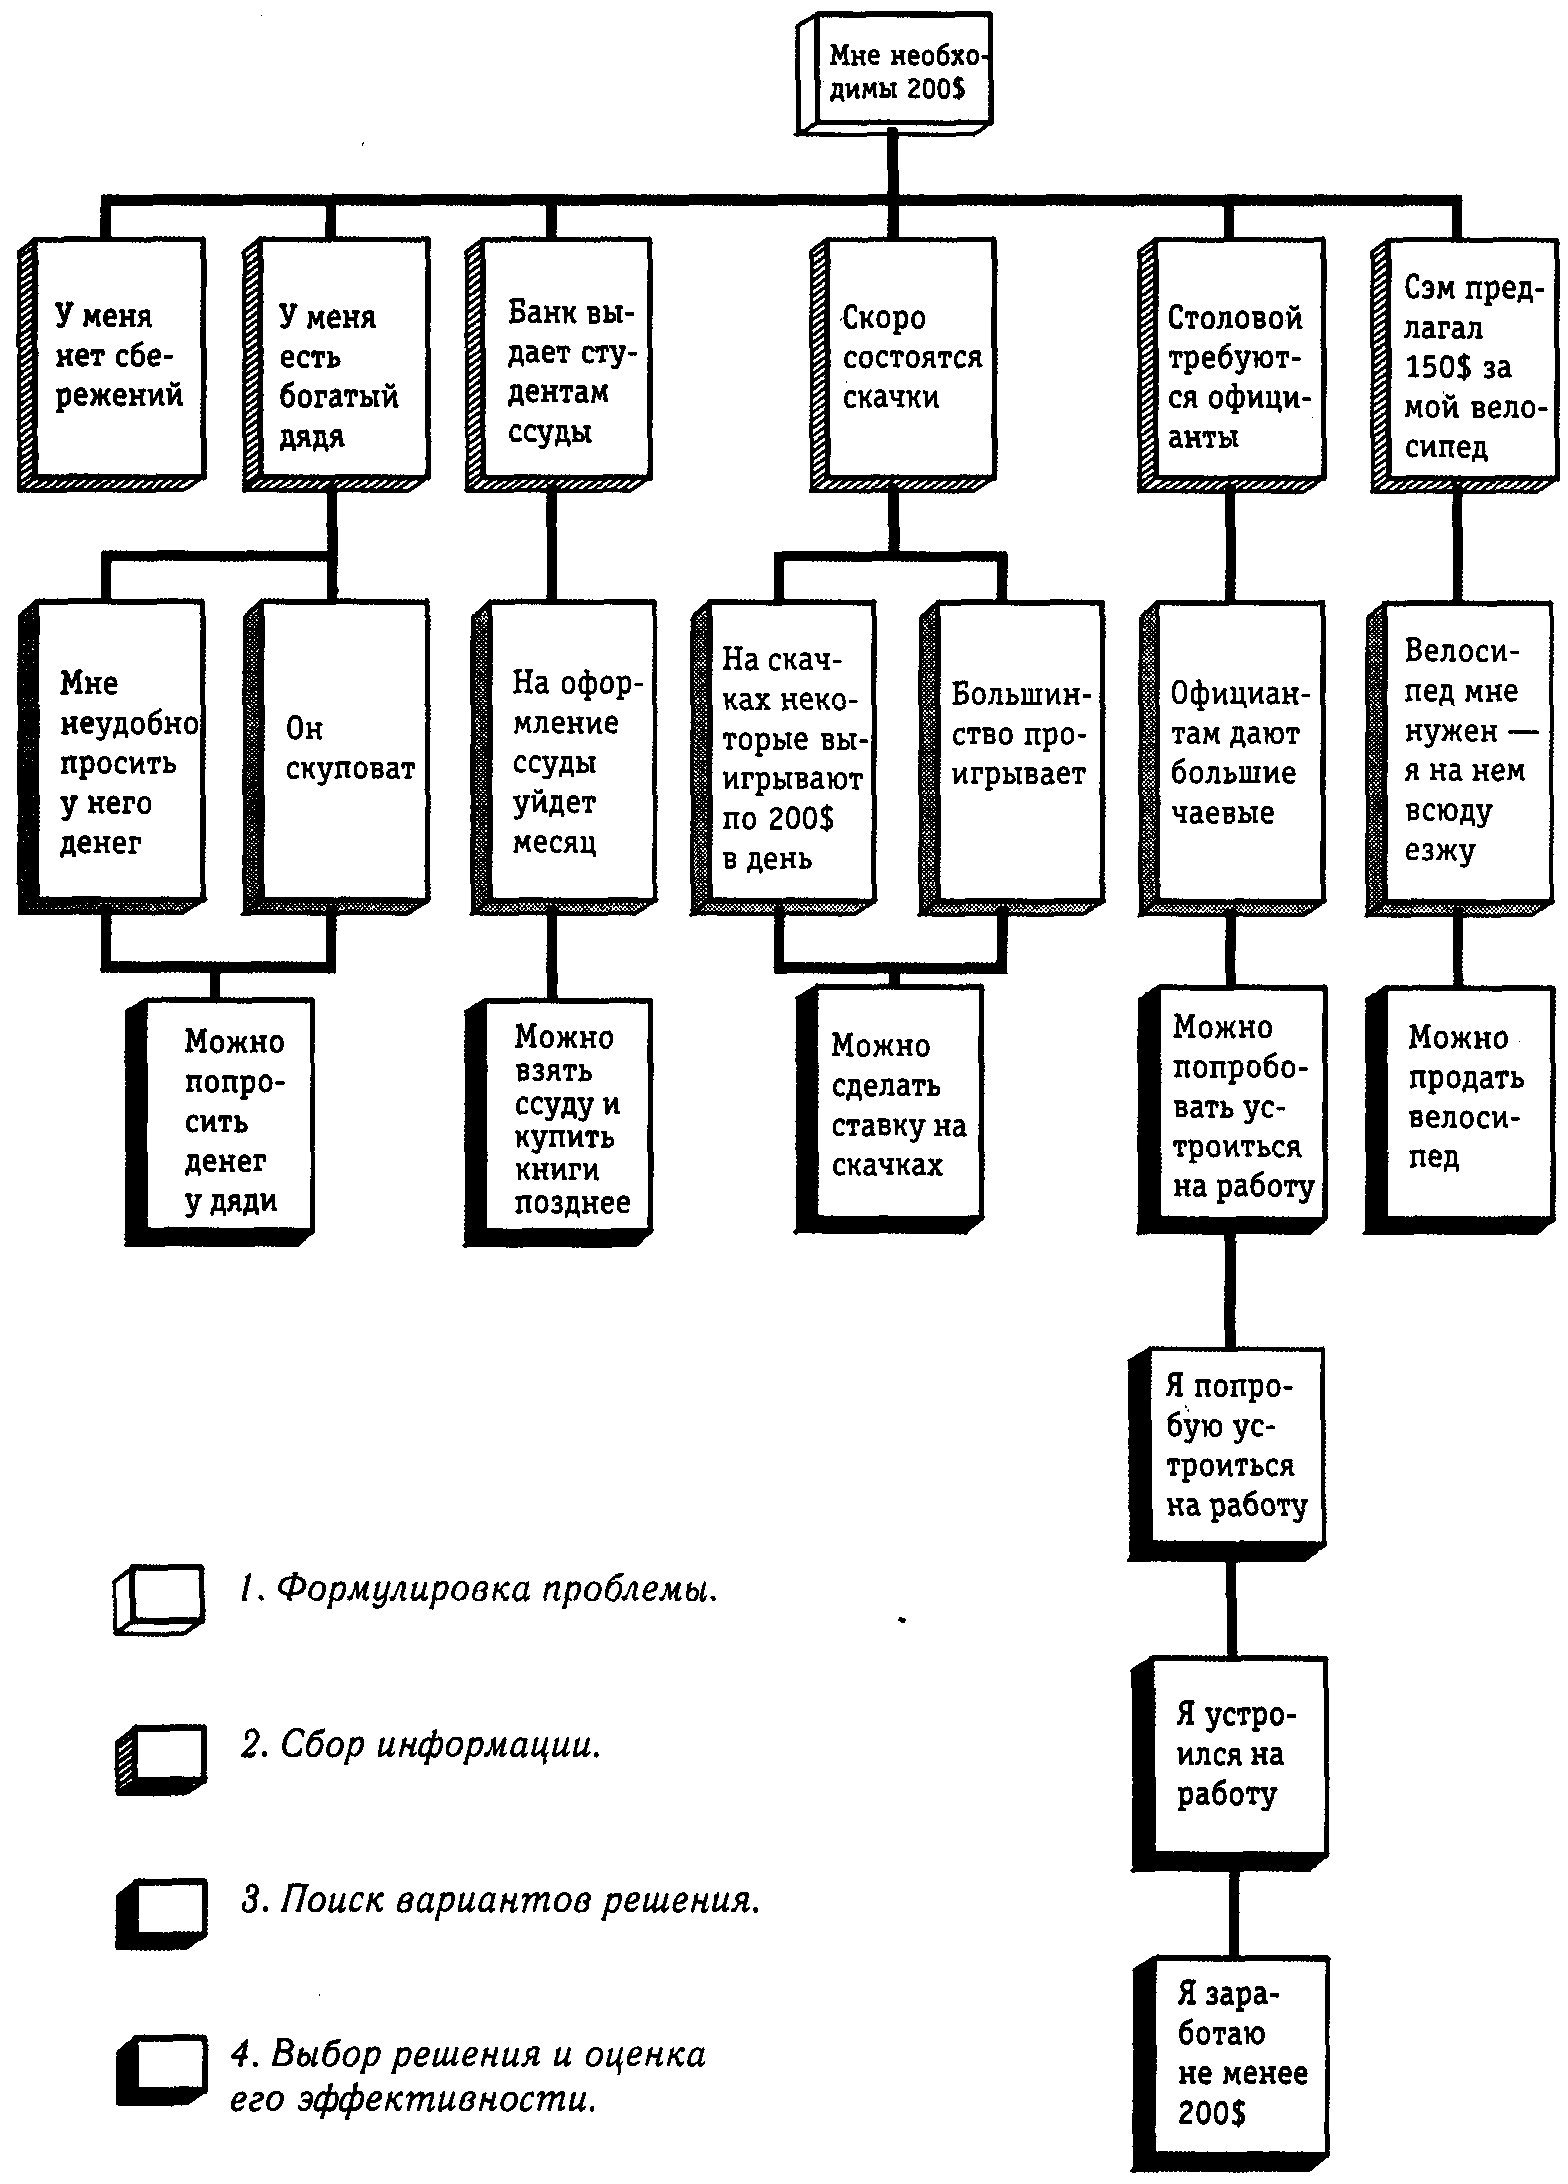 Мне необхо-
димы 200$
У меня
нет сбе-
режений
У меня
есть
богатый
дядя
Банк вы-
дает сту-
дентам
ссуды
Скоро
состоятся
скачки
Столовой
требуют-
ся офици-
анты
Сэм пред-
лагал
150$ за
мой вело-
сипед
Мне
неудобно
просить
у него
денег
Он
скуповат
На офор-
мление
ссуды
уйдет
месяц
На скач-
ках неко-
торые вы-
игрывают
по 200$
в день
Большин-
ство про-
игрывает
Официан-
там дают
большие
чаевые
Велоси-
пед мне
нужен —
я на нем
всюду
езжу
Можно
попро-
сить
денег
у дяди
Можно
взять
ссуду и
купить
книги
позднее
Можно
сделать
ставку на
скачках
Можно
попробо-
вать ус-
троиться
на работу
Можно
продать
велоси-
пед
Я попро-
бую ус-
троиться
на работу
Я устро-
ился на
работу
Я зара-
ботаю
не менее
200$
1. Формулировка проблемы.
2. Сбор информации.
3. Поиск вариантов решения.
4. Выбор решения и оценка
его эффективности.